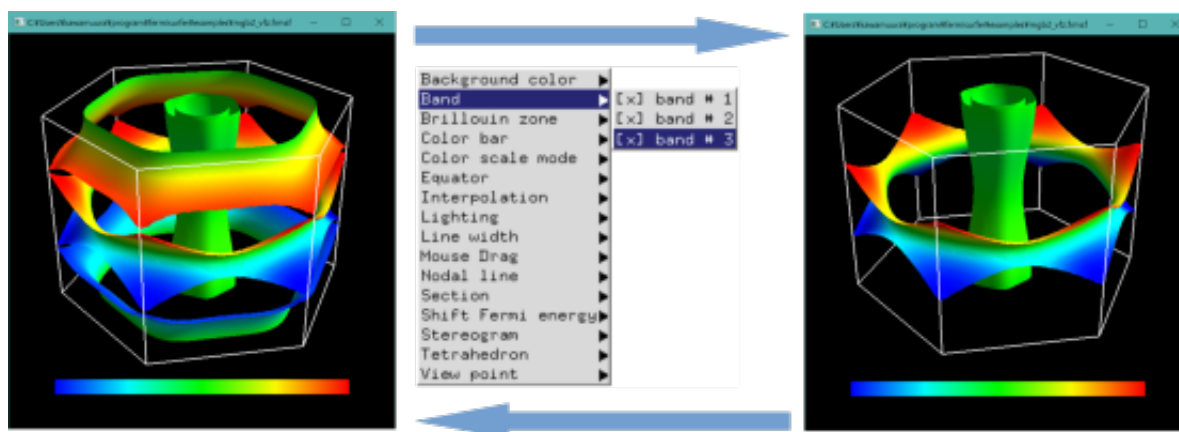 Background color
Band
[x] band # 1
Brillouin zone
[x] band # 2
Color bar
[x] band # 3
Color scale mode
Equator
Interpolation
Lighting
Line width
Mouse Drag
Nodal line
Section
Shift Fermi energy
Stereogram
Tetrahedron
View point